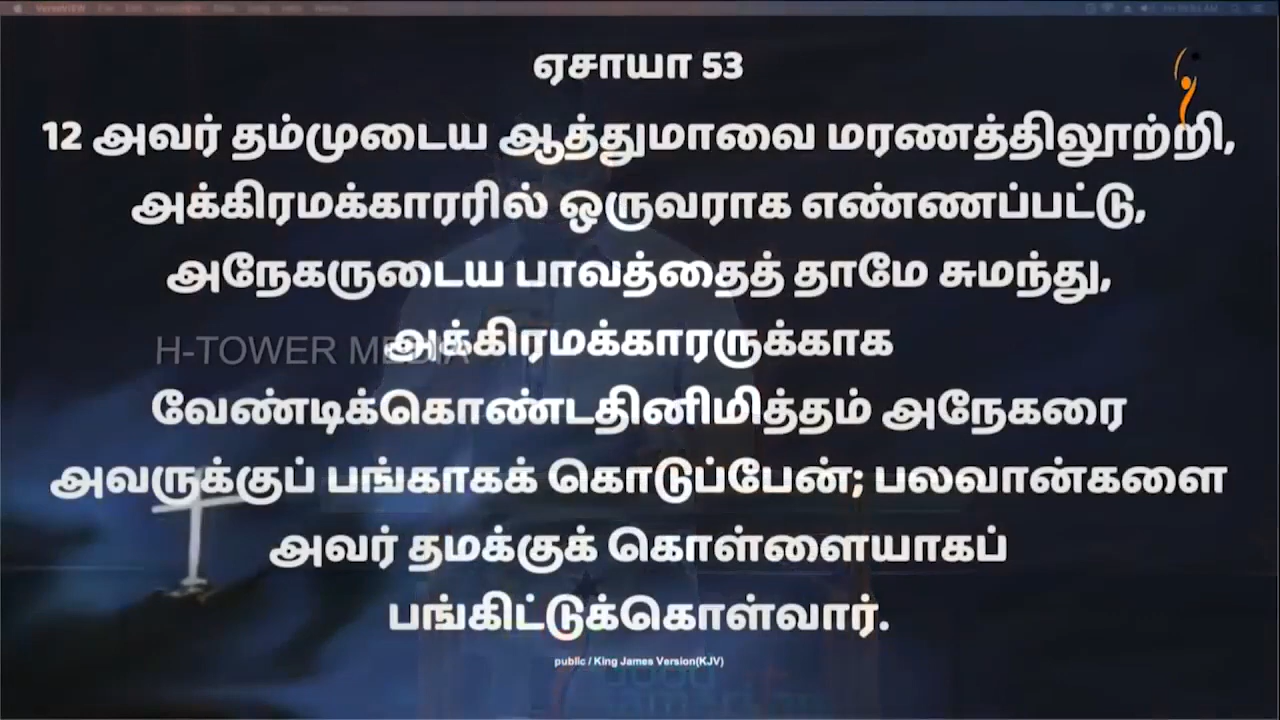 ஏசாயா 53
12 அவர் தம்முடைய ஆத்துமாவை மரணத்திலூற்றி,
அக்கிரமக்காரரில் ஒருவராக எண்ணப்பட்டு,
அநேகருடைய பாவத்தைத் தாமே சுமந்து,
அக்கிரமக்காரருக்காக
H-TOWER MEDIA
வேண்டிக்கொண்டதினிமித்தம் அநேகரை
அவருக்குப் பங்காகக் கொடுப்பேன்; பலவான்களை
அவர் தமக்குக் கொள்ளையாகப்
பங்கிட்டுக்கொள்வார்.
public / King James Version(KJV)